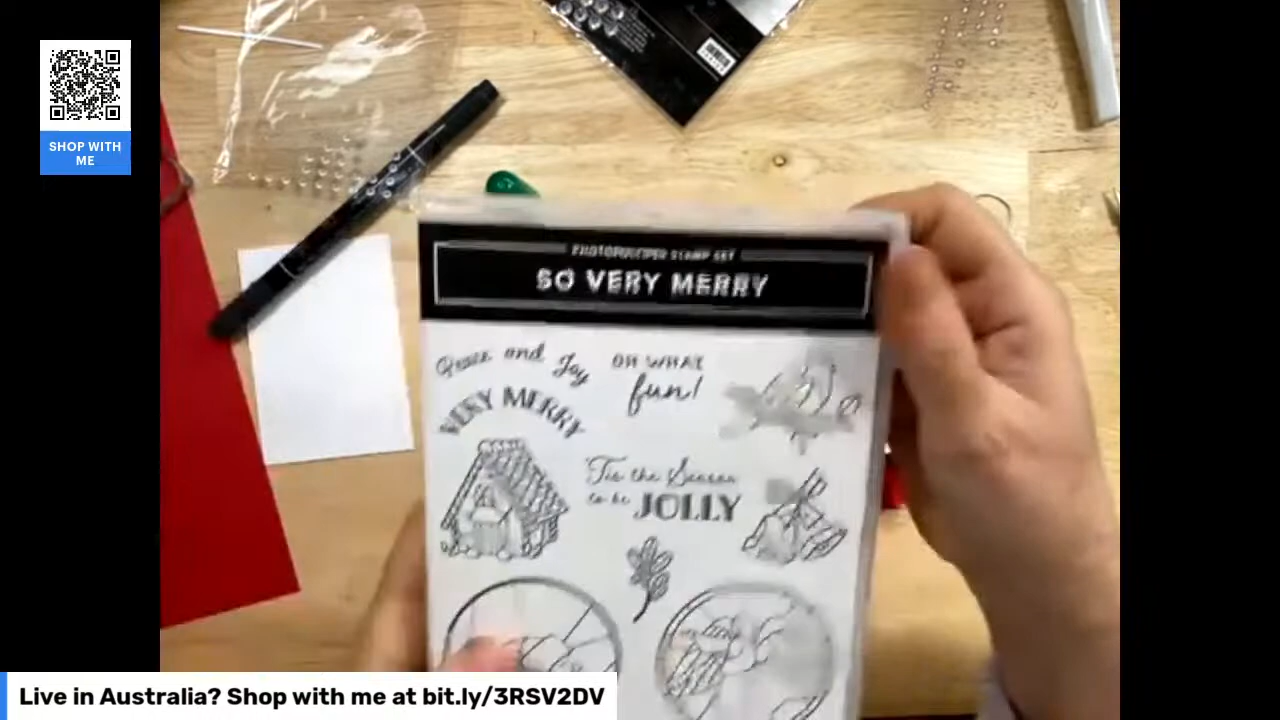 SHOP WITH
ME
PHOTOPOLYMER STAMP SET
SO VERY MERRY
Peace and Joy
OH WHAT
fun!
VERY MERRY
'Tis the Season
to be JOLLY
Live in Australia? Shop with me at bit.ly/3RSV2DV